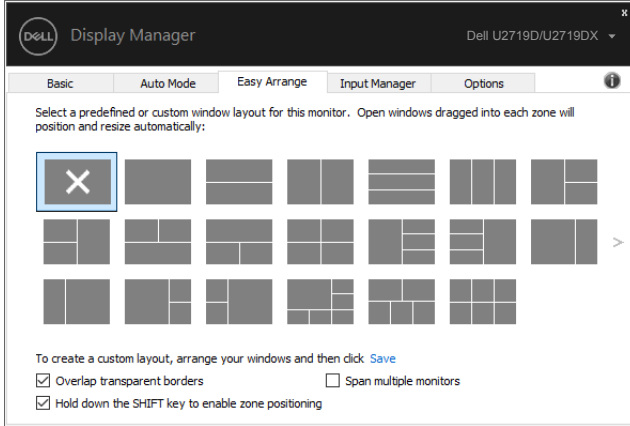 x
DELL Display Manager Dell U2719D/U2719DX
Basic Auto Mode Easy Arrange Input Manager Options
Select a predefined or custom window layout for this monitor. Open windows dragged into each zone will
position and resize automatically:
>
To create a custom layout, arrange your windows and then click Save
Overlap transparent borders Span multiple monitors
Hold down the SHIFT key to enable zone positioning